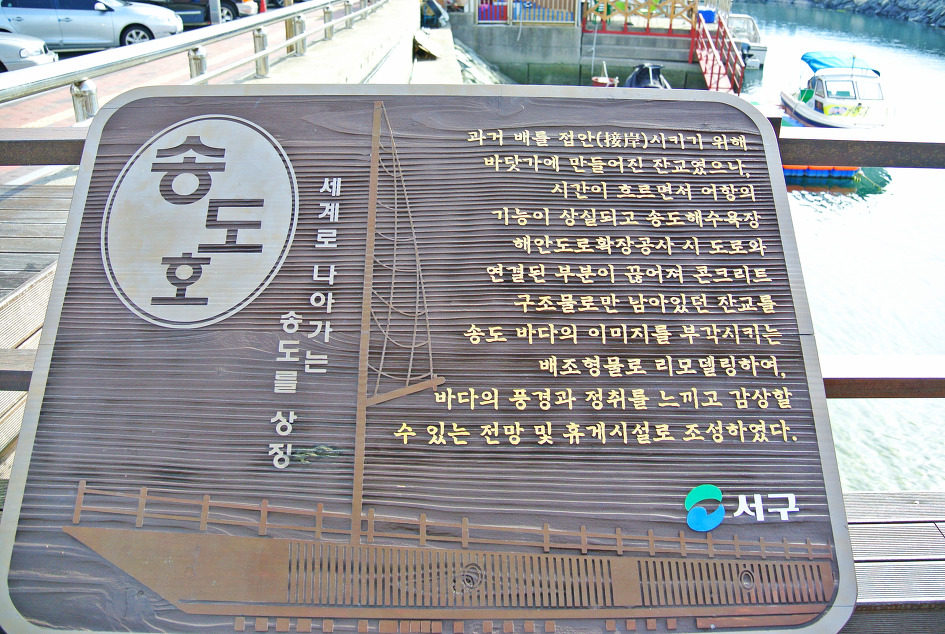 송도호
세계로 나아가는
송도를 상징
과거 배를 접안(接岸)시키기 위해
바닷가에 만들어진 잔교였으나,
시간이 흐르면서 어항의
기능이 상실되고 송도해수욕장
해안도로확장공사 시 도로와
연결된 부분이 끊어져 콘크리트
구조물로만 남아있던 잔교를
송도 바다의 이미지를 부각시키는
배조형물로 리모델링하여,
바다의 풍경과 정취를 느끼고 감상할
수 있는 전망 및 휴게시설로 조성하였다.
서구